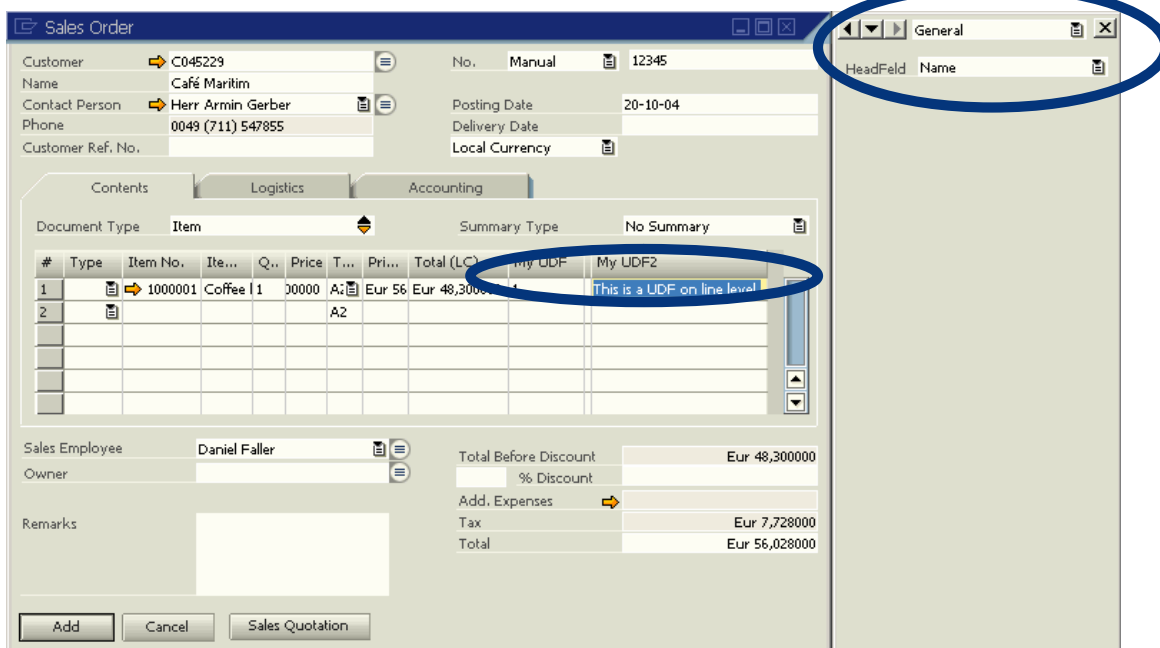 Sales Order
General
Customer C045229 No. Manual 12345
HeadFeld Name
Name Café Maritim
Contact Person Herr Armin Gerber Posting Date 20-10-04
Phone 0049 (711) 547855 Delivery Date
Customer Ref. No. Local Currency
Contents Logistics Accounting
Document Type Item Summary Type No Summary
# Type Item No. Ite... Q.. Price T... Pri... Total (LC) My UDF My UDF2
1 1000001 Coffee 1 00000 A2 Eur 56 Eur 48,300000 1 This is a UDF on line level
2 A2
Sales Employee Daniel Faller Total Before Discount Eur 48,300000
Owner % Discount
Add. Expenses
Remarks Tax Eur 7,728000
Total Eur 56,028000
Add Cancel Sales Quotation